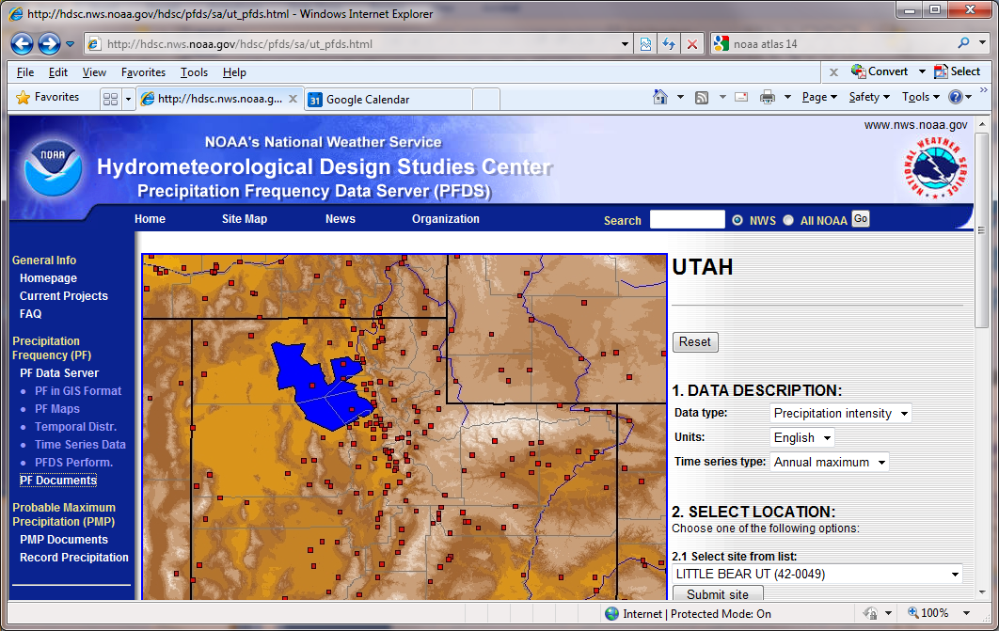 http://hdsc.nws.noaa.gov/hdsc/pfds/sa/ut_pfds.html - Windows Internet Explorer
http://hdsc.nws.noaa.gov/hdsc/pfds/sa/ut_pfds.html
noaa atlas 14
File Edit View Favorites Tools Help
x Convert Select
Favorites
http://hdsc.nws.noaa.g...
31 Google Calendar
Page Safety Tools
www.nws.noaa.gov
NOAA
NOAA's National Weather Service
Hydrometeorological Design Studies Center
Precipitation Frequency Data Server (PFDS)
NATIONAL WEATHER SERVICE
Home Site Map News Organization Search NWS All NOAA Go
General Info
Homepage
Current Projects
FAQ
Precipitation
Frequency (PF)
PF Data Server
• PF in GIS Format
• PF Maps
• Temporal Distr.
• Time Series Data
• PFDS Perform.
PF Documents
Probable Maximum
Precipitation (PMP)
PMP Documents
Record Precipitation
UTAH
Reset
1. DATA DESCRIPTION:
Data type: Precipitation intensity
Units: English
Time series type: Annual maximum
2. SELECT LOCATION:
Choose one of the following options:
2.1 Select site from list:
LITTLE BEAR UT (42-0049)
Submit site
Internet | Protected Mode: On
100%